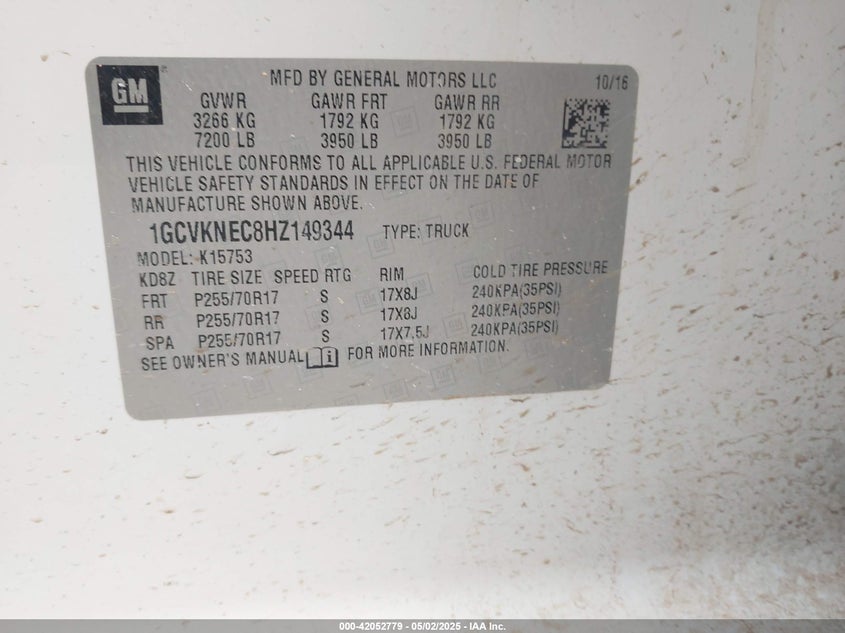 GM
MFD BY GENERAL MOTORS LLC 10/16
GVWR GAWR FRT GAWR RR
3266 KG 1792 KG 1792 KG
7200 LB 3950 LB 3950 LB
THIS VEHICLE CONFORMS TO ALL APPLICABLE U.S. FEDERAL MOTOR
VEHICLE SAFETY STANDARDS IN EFFECT ON THE DATE OF
MANUFACTURE SHOWN ABOVE.
1GCVKNEC8HZ149344 TYPE: TRUCK
MODEL: K15753
KD8Z TIRE SIZE SPEED RTG RIM COLD TIRE PRESSURE
FRT P255/70R17 S 17X8J 240KPA(35PSI)
RR P255/70R17 S 17X8J 240KPA(35PSI)
SPA P255/70R17 S 17X7,5J 240KPA(35PSI)
SEE OWNER'S MANUAL FOR MORE INFORMATION.
000-42052779 - 05/02/2025 - IAA Inc.